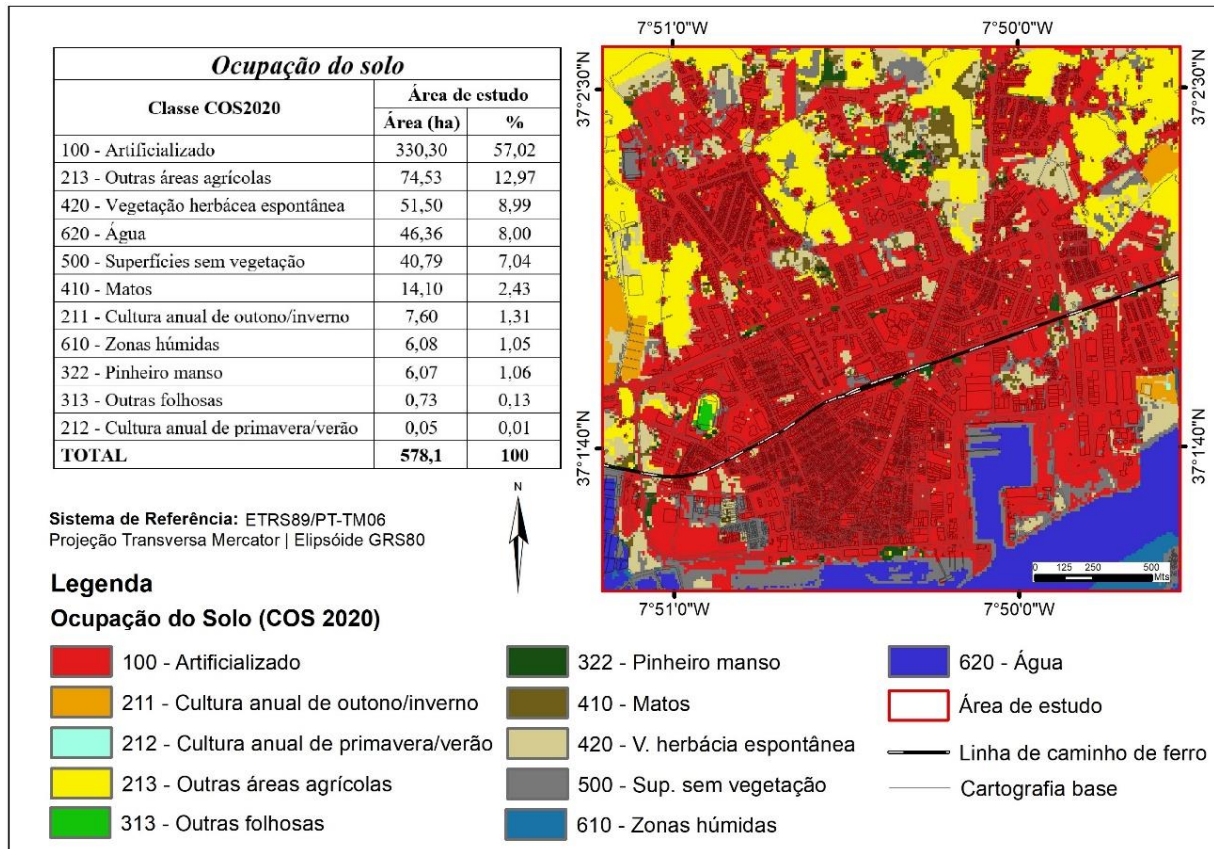 Ocupação do solo
Classe COS2020
Área de estudo
Área (ha) %
100 - Artificializado 330,30 57,02
213 - Outras áreas agrícolas 74,53 12,97
420 - Vegetação herbácea espontânea 51,50 8,99
620 - Água 46,36 8,00
500 - Superfícies sem vegetação 40,79 7,04
410 - Matos 14,10 2,43
211 - Cultura anual de outono/inverno 7,60 1,31
610 - Zonas húmidas 6,08 1,05
322 - Pinheiro manso 6,07 1,06
313 - Outras folhosas 0,73 0,13
212 - Cultura anual de primavera/verão 0,05 0,01
TOTAL 578,1 100
7°51'0"W 7°50'0"W
37°2'30"N
37°1'40"N
37°2'30"N
37°1'40"N
0 125 250 500
Mts
7°51'0"W 7°50'0"W
Sistema de Referência: ETRS89/PT-TM06
Projeção Transversa Mercator | Elipsóide GRS80
N
Legenda
Ocupação do Solo (COS 2020)
100 - Artificializado
211 - Cultura anual de outono/inverno
212 - Cultura anual de primavera/verão
213 - Outras áreas agrícolas
313 - Outras folhosas
322 - Pinheiro manso
410 - Matos
420 - V. herbácia espontânea
500 - Sup. sem vegetação
610 - Zonas húmidas
620 - Água
Área de estudo
Linha de caminho de ferro
Cartografia base